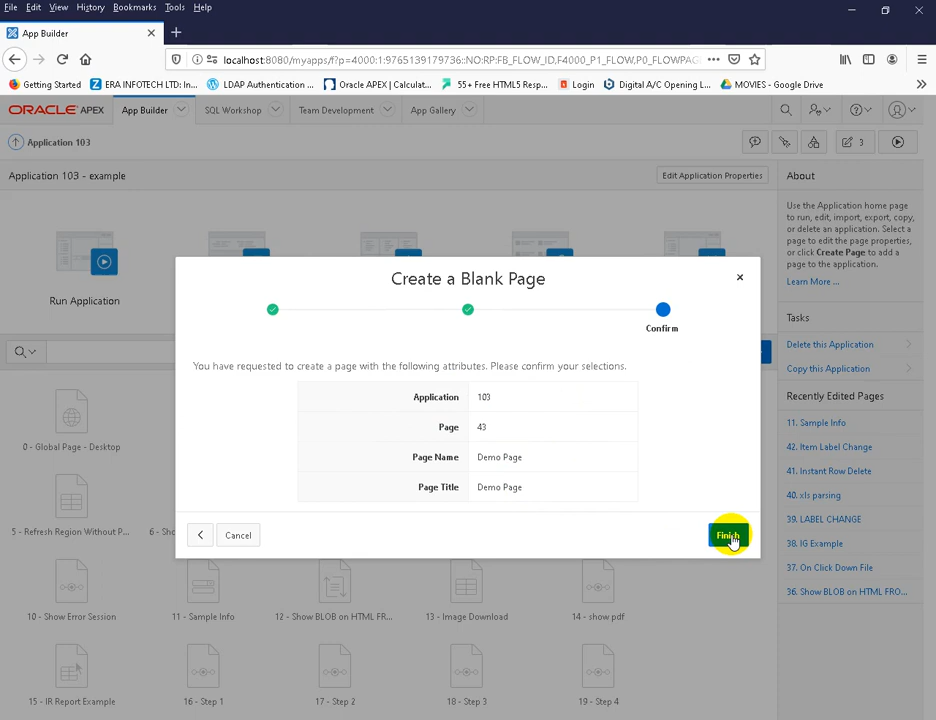 File Edit View History Bookmarks Tools Help
App Builder
localhost:8080/myapps/f?p=4000:1:9765139179736::NO:RP:FB_FLOW_ID,F4000_P1_FLOW,P0_FLOWPAG
Getting Started ERA INFOTECH LTD: In... LDAP Authentication ... Oracle APEX | Calculat... 55+ Free HTML5 Resp... Login Digital A/C Opening L... MOVIES - Google Drive
ORACLE APEX App Builder SQL Workshop Team Development App Gallery
Application 103 3
Application 103 - example Edit Application Properties
About
Use the Application home page
to run, edit, import, export, copy,
or delete an application. Select a
page to edit the page properties,
or click Create Page to add a
page to the application.
Learn More ...
Run Application
Create a Blank Page
Confirm
You have requested to create a page with the following attributes. Please confirm your selections.
Application 103
Page 43
Page Name Demo Page
Page Title Demo Page
Cancel Finish
Tasks
Delete this Application
Copy this Application
Recently Edited Pages
11. Sample Info
42. Item Label Change
41. Instant Row Delete
40. xls parsing
39. LABEL CHANGE
38. IG Example
37. On Click Down File
36. Show BLOB on HTML FRO...
0 - Global Page - Desktop
5 - Refresh Region Without P... 6 - Sho
10 - Show Error Session 11 - Sample Info 12 - Show BLOB on HTML FR... 13 - Image Download 14 - show pdf
15 - IR Report Example 16 - Step 1 17 - Step 2 18 - Step 3 19 - Step 4